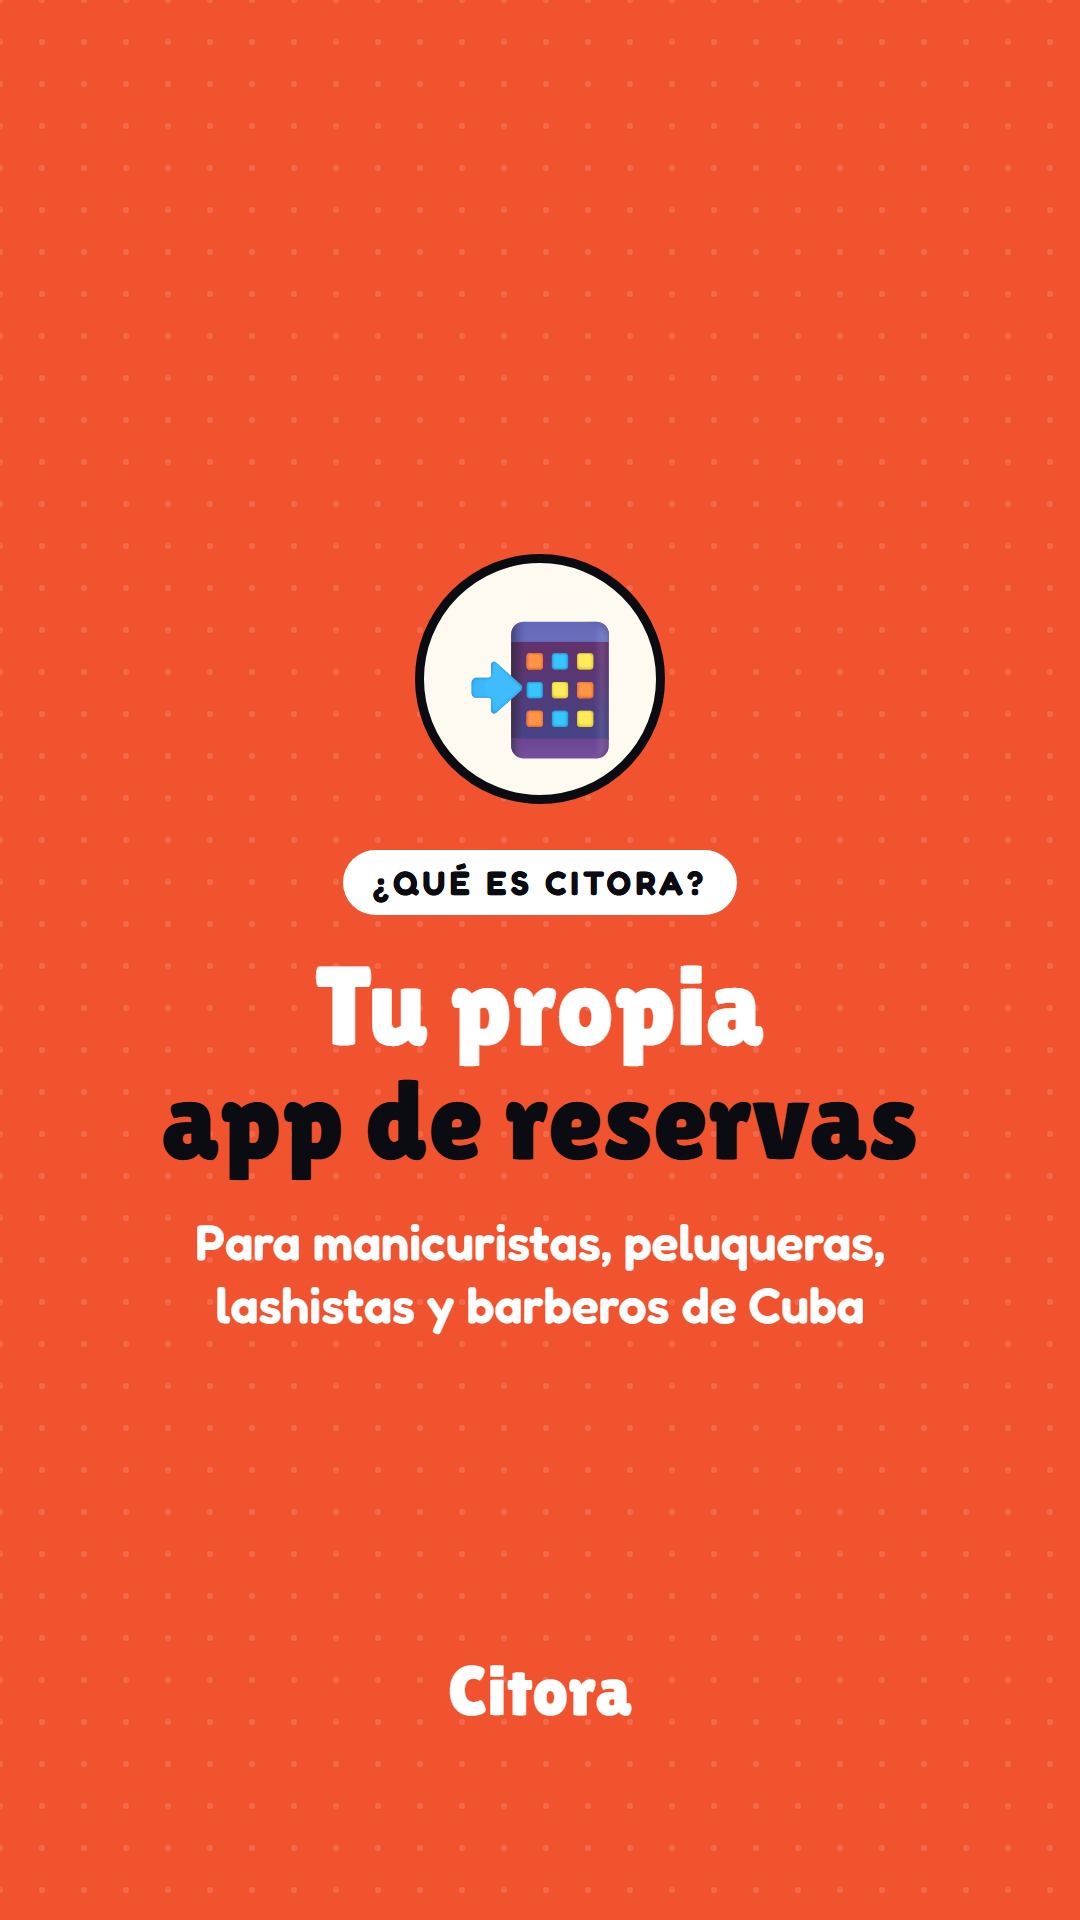 ¿QUÉ ES CITORA?
Tu propia
app de reservas
Para manicuristas, peluqueras,
lashistas y barberos de Cuba
Citora